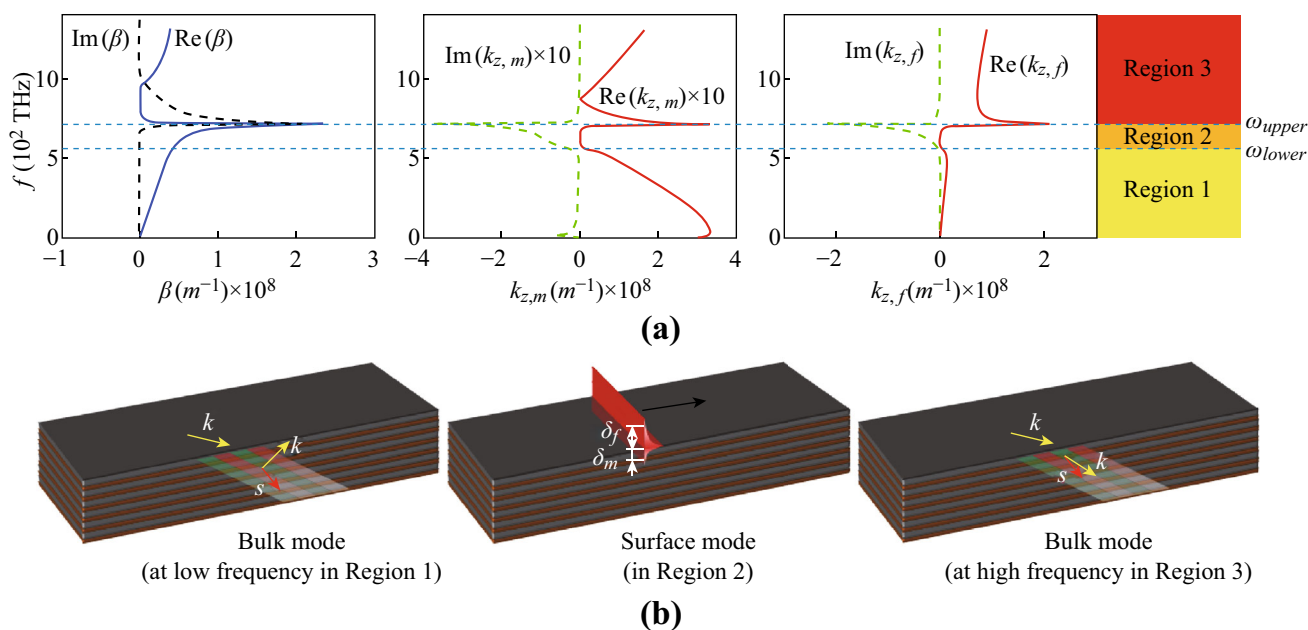 Im(β) Re(β)
10
5
0
f (10² THz)
−1 0 1 2 3
β (m⁻¹)×10⁸
Im(k_{z, m})×10
Re(k_{z, m})×10
10
5
0
−4 −2 0 2 4
k_{z,m}(m⁻¹)×10⁸
Im(k_{z,f})
Re(k_{z,f})
10
5
0
−2 0 2
k_{z,f}(m⁻¹)×10⁸
Region 3
Region 2
Region 1
ω_{upper}
ω_{lower}
(a)
k
k
s
Bulk mode
(at low frequency in Region 1)
δ_f
δ_m
Surface mode
(in Region 2)
k
k
s
Bulk mode
(at high frequency in Region 3)
(b)